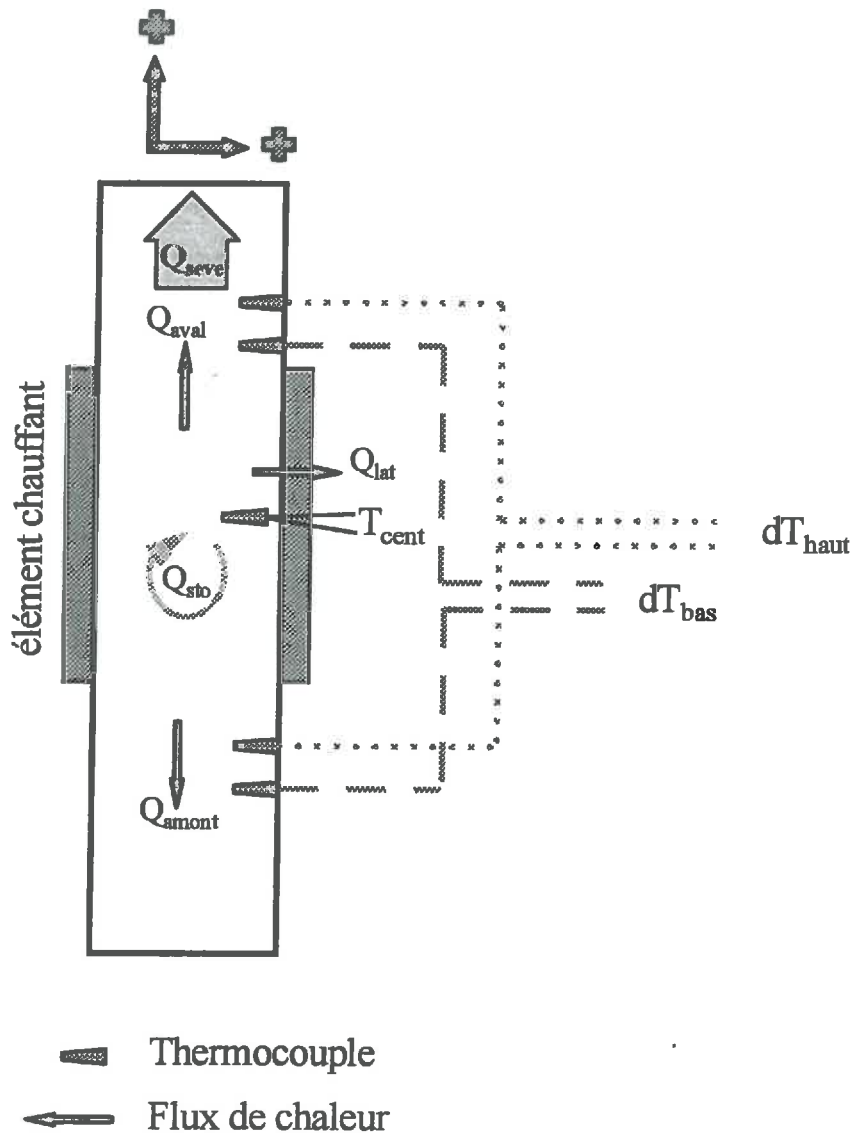 Q_seve
Q_aval
élément chauffant
Q_lat
T_cent
dT_haut
Q_sto
dT_bas
Q_amont
Thermocouple
Flux de chaleur